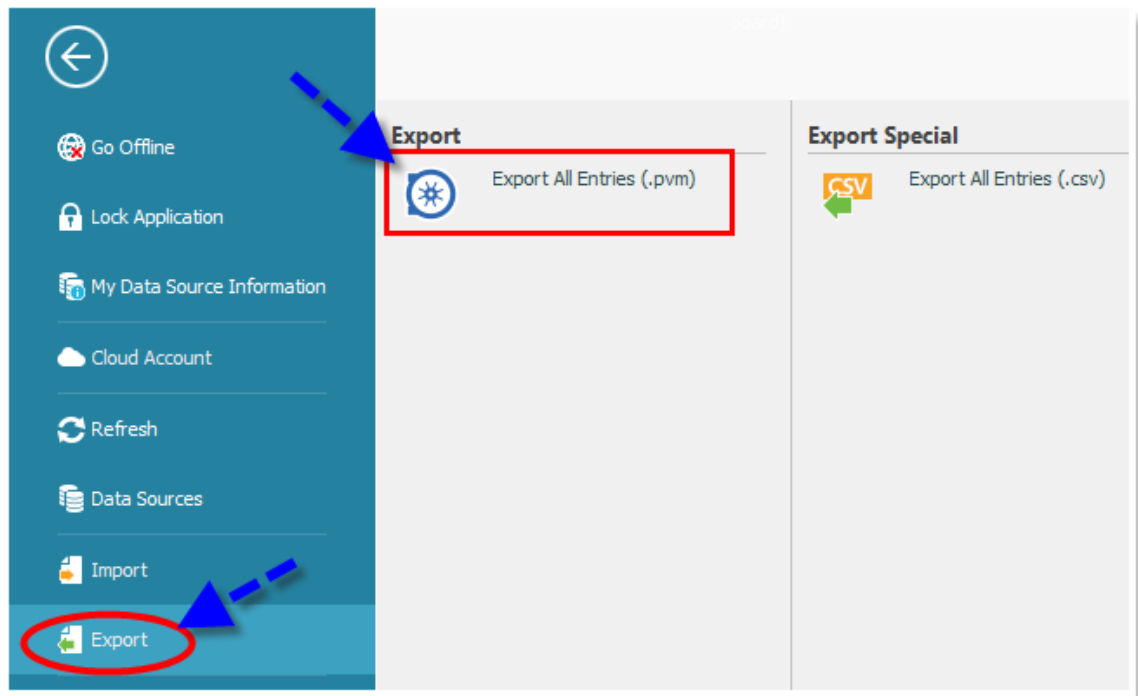 Go Offline
Lock Application
My Data Source Information
Cloud Account
Refresh
Data Sources
Import
Export
Export
Export All Entries (.pvm)
Export Special
CSV
Export All Entries (.csv)